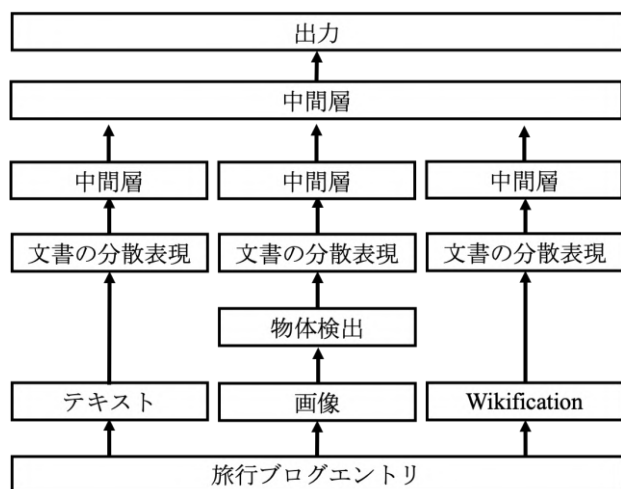 出力
中間層
中間層 中間層 中間層
文書の分散表現 文書の分散表現 文書の分散表現
物体検出
テキスト 画像 Wikification
旅行ブログエントリ